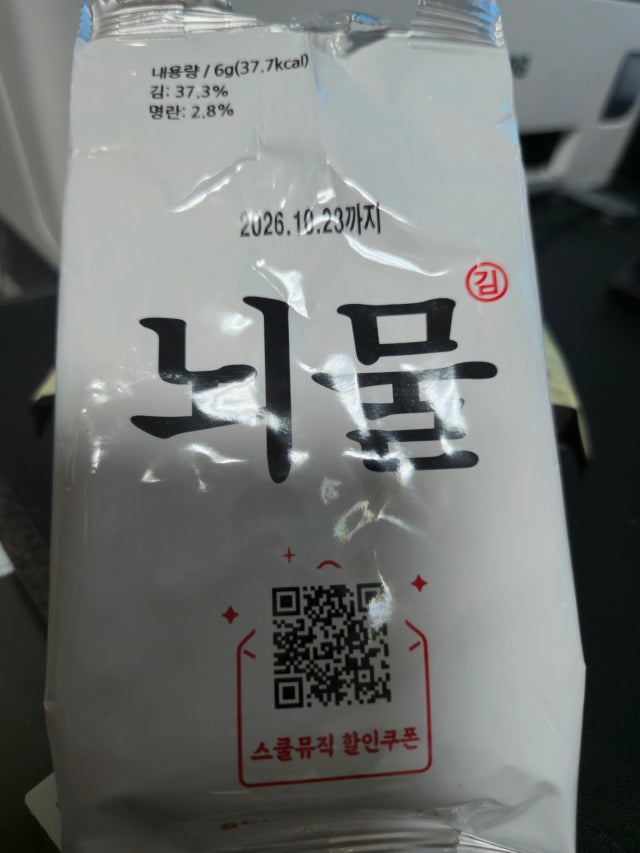 내용량 / 6g(37.7kcal)
김: 37.3%
명란: 2.8%
2026.10.23까지
김
뇌물
스쿨뮤직 할인쿠폰